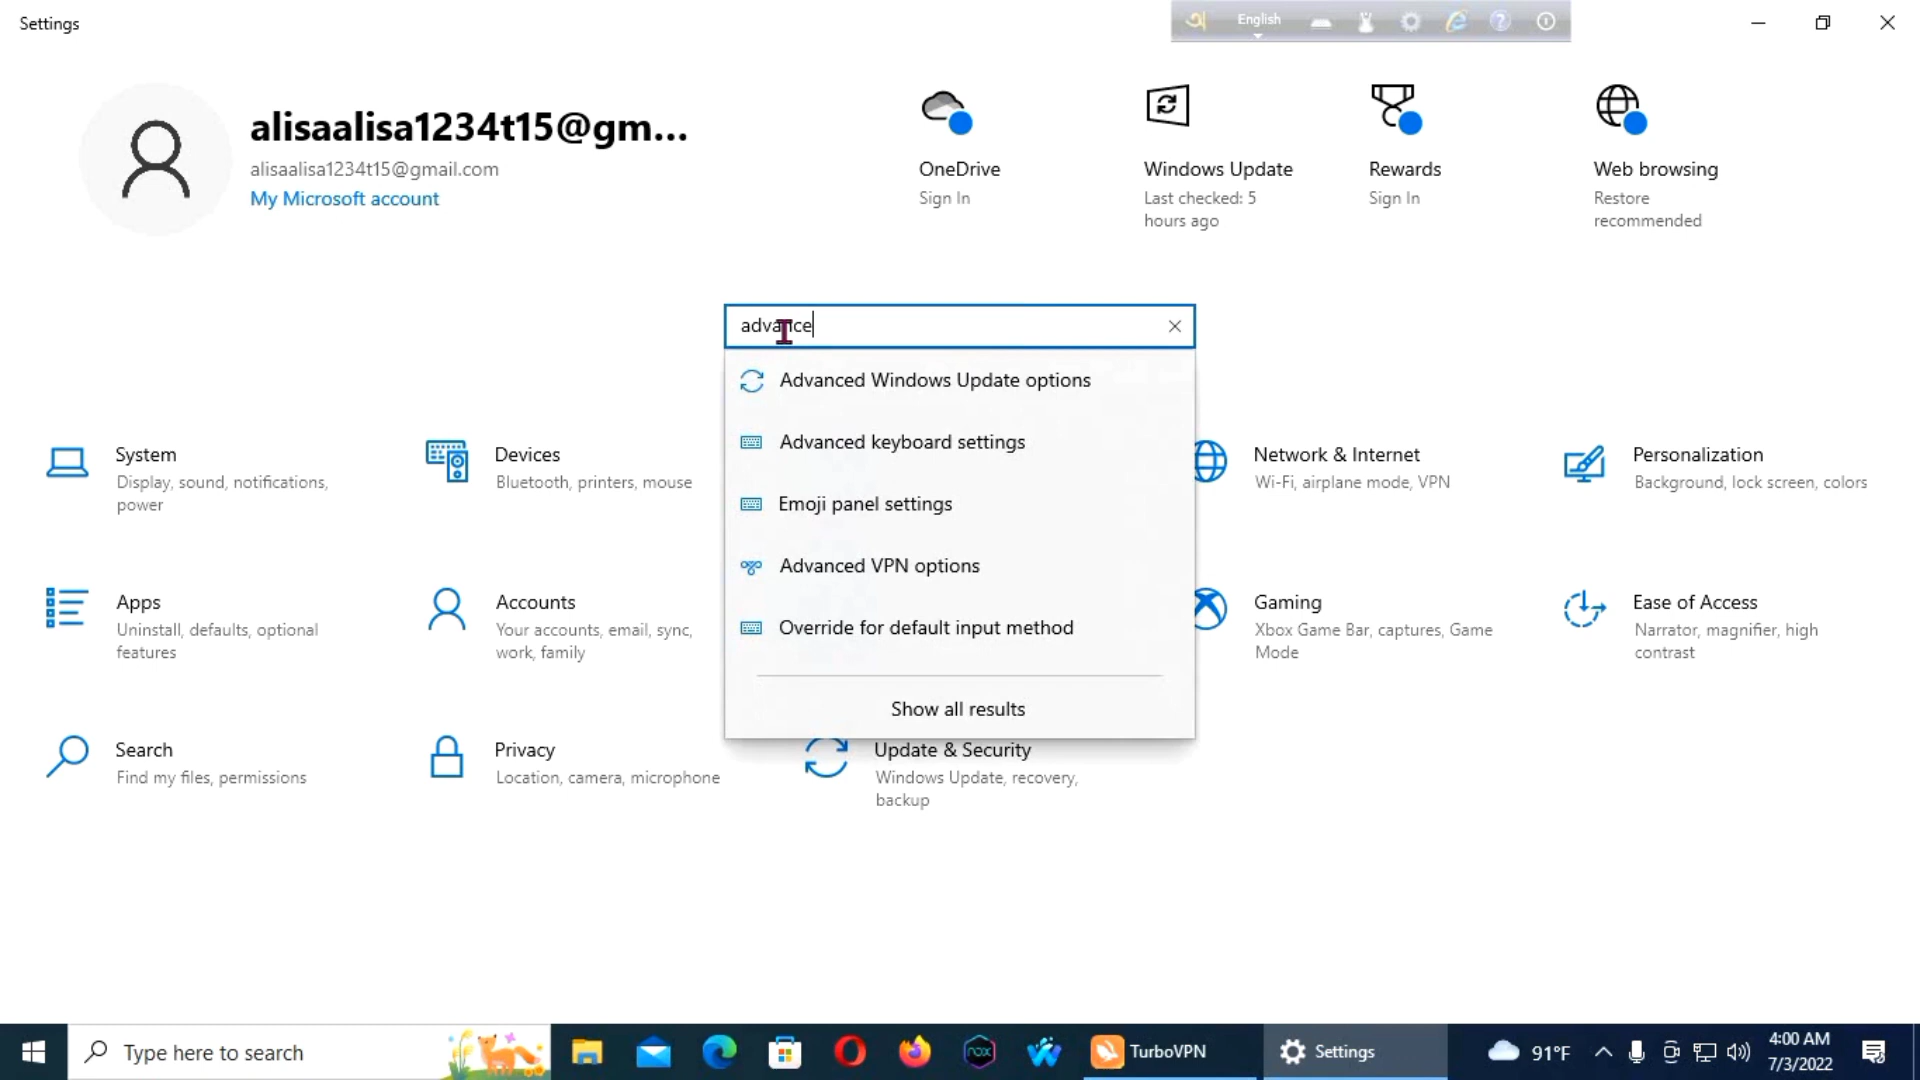 Settings
English
alisaalisa1234t15@gm...
alisaalisa1234t15@gmail.com
My Microsoft account
OneDrive
Sign In
Windows Update
Last checked: 5
hours ago
Rewards
Sign In
Web browsing
Restore
recommended
advance
Advanced Windows Update options
Advanced keyboard settings
Emoji panel settings
Advanced VPN options
Override for default input method
Show all results
System
Display, sound, notifications,
power
Devices
Bluetooth, printers, mouse
Network & Internet
Wi-Fi, airplane mode, VPN
Personalization
Background, lock screen, colors
Apps
Uninstall, defaults, optional
features
Accounts
Your accounts, email, sync,
work, family
Gaming
Xbox Game Bar, captures, Game
Mode
Ease of Access
Narrator, magnifier, high
contrast
Search
Find my files, permissions
Privacy
Location, camera, microphone
Update & Security
Windows Update, recovery,
backup
Type here to search
nox
TurboVPN
Settings
91°F
4:00 AM
7/3/2022